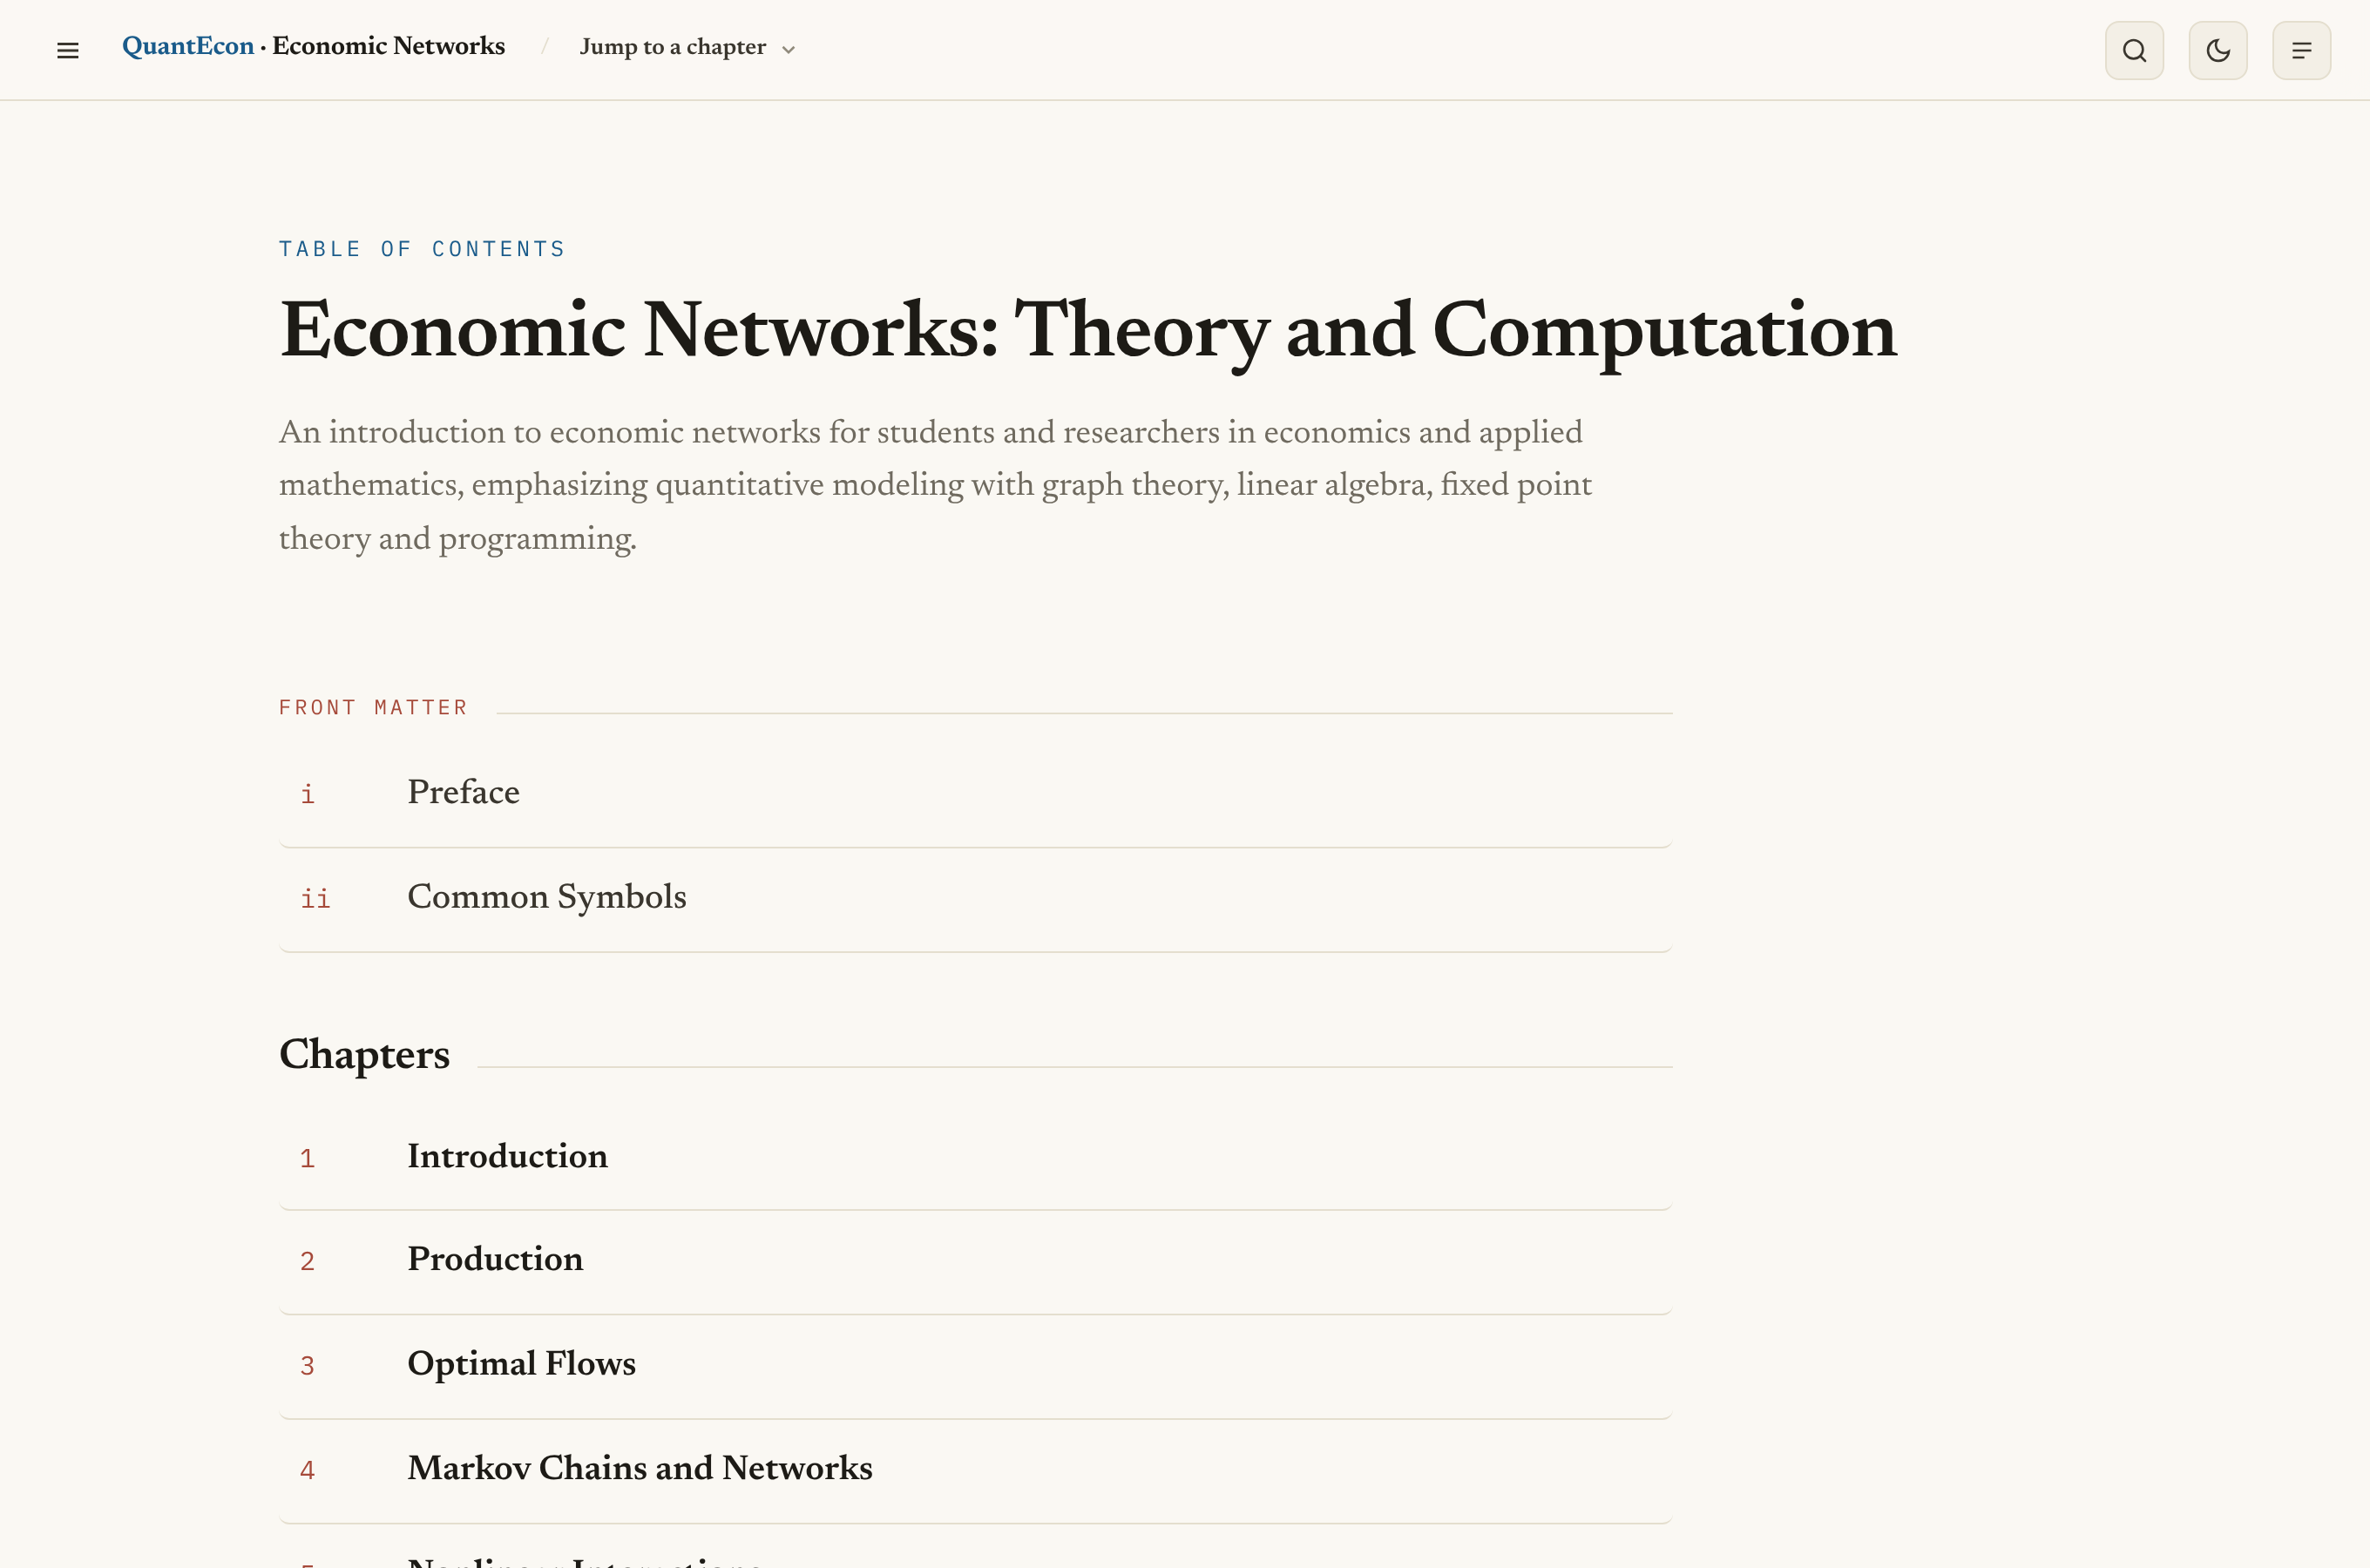 QuantEcon · Economic Networks / Jump to a chapter
TABLE OF CONTENTS
Economic Networks: Theory and Computation
An introduction to economic networks for students and researchers in economics and applied
mathematics, emphasizing quantitative modeling with graph theory, linear algebra, fixed point
theory and programming.
FRONT MATTER
i Preface
ii Common Symbols
Chapters
1 Introduction
2 Production
3 Optimal Flows
4 Markov Chains and Networks